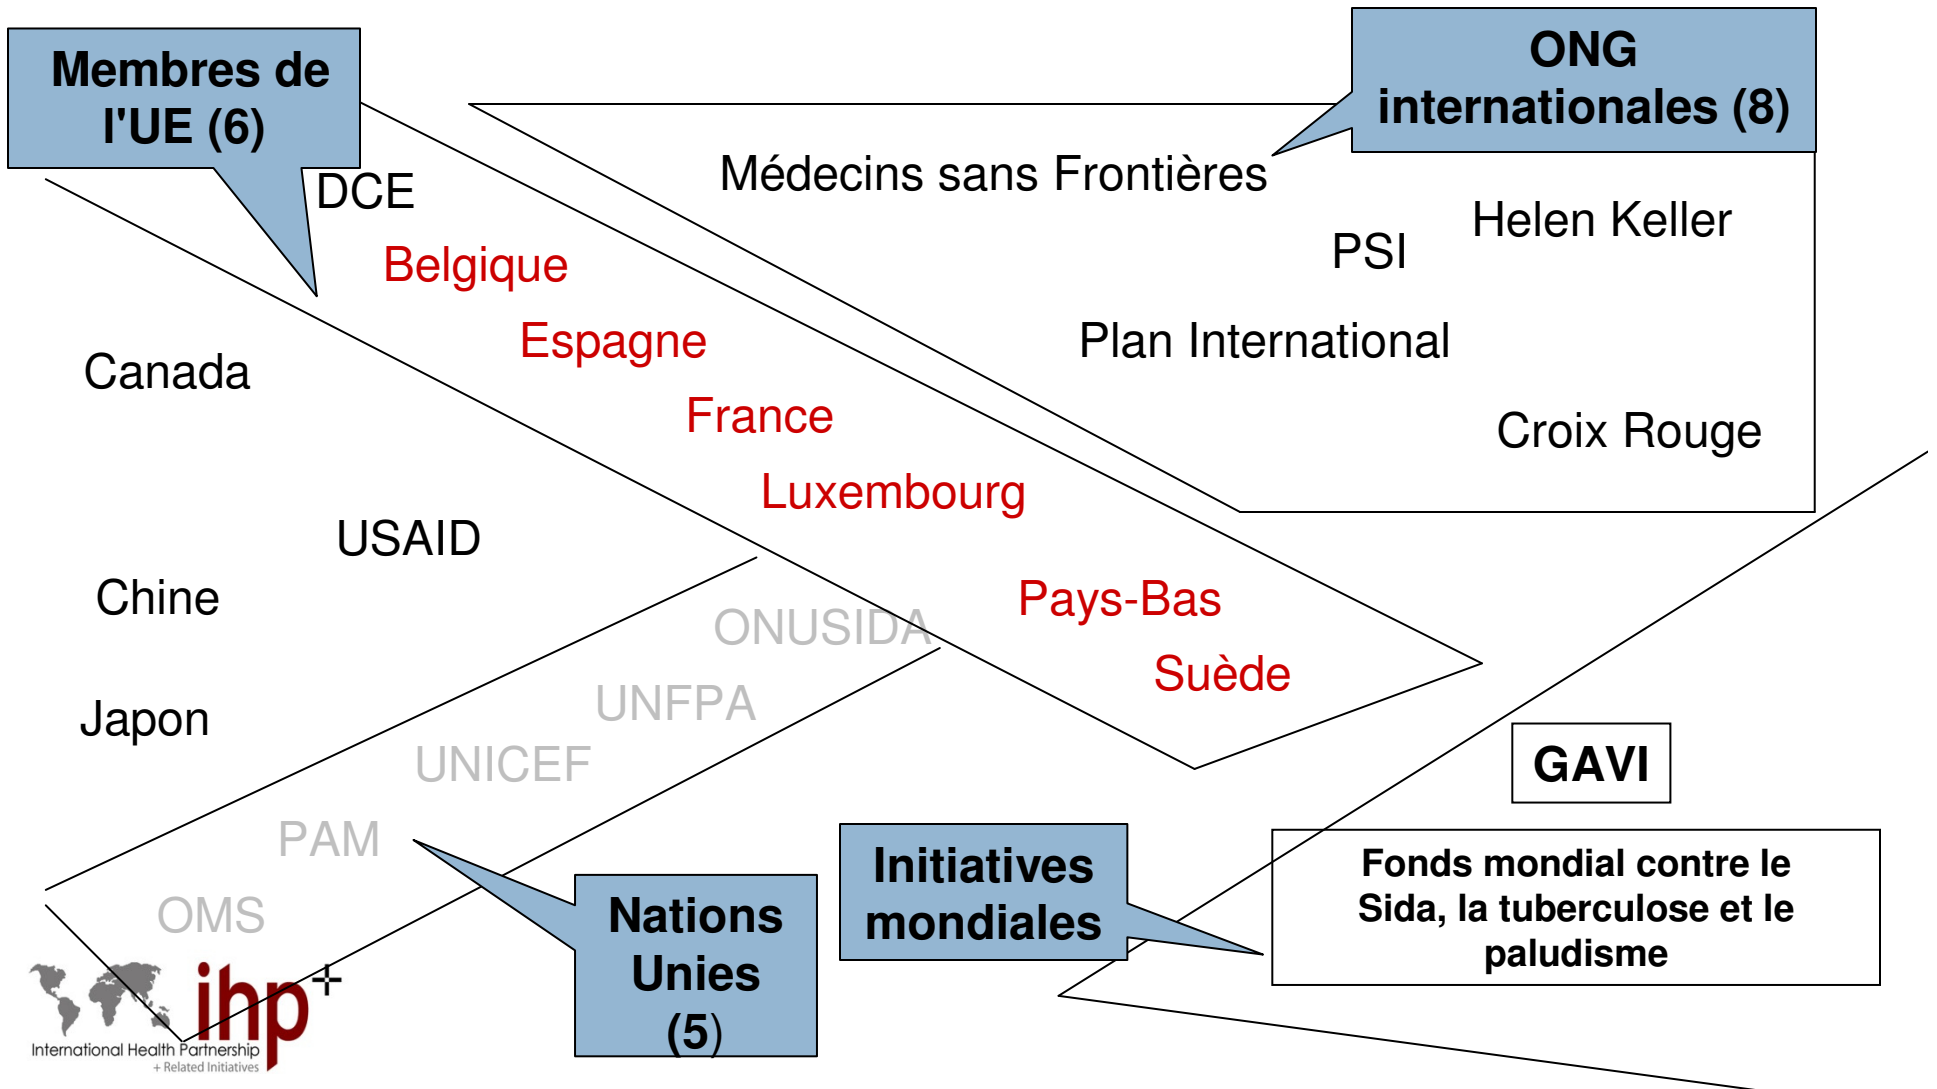 Membres de
l'UE (6)
ONG
internationales (8)
Médecins sans Frontières
DCE
Helen Keller
PSI
Belgique
Espagne
Plan International
Canada
France
Croix Rouge
Luxembourg
USAID
Chine
Pays-Bas
ONUSIDA
Suède
UNFPA
Japon
UNICEF
GAVI
PAM
Initiatives
mondiales
Fonds mondial contre le
Sida, la tuberculose et le
paludisme
OMS
Nations
Unies
(5)
ihp+
International Health Partnership
+ Related Initiatives